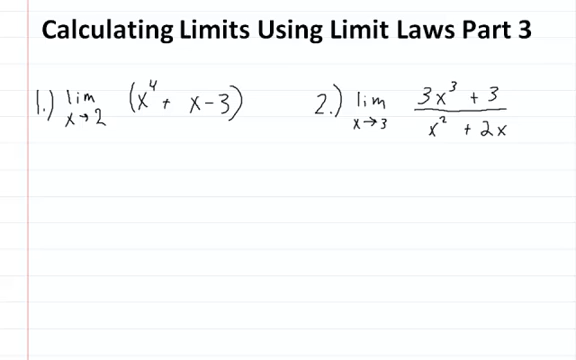 Calculating Limits Using Limit Laws Part 3
1.) lim x→2 (x⁴ + x - 3)
2.) lim x→3 (3x³ + 3)/(x² + 2x)